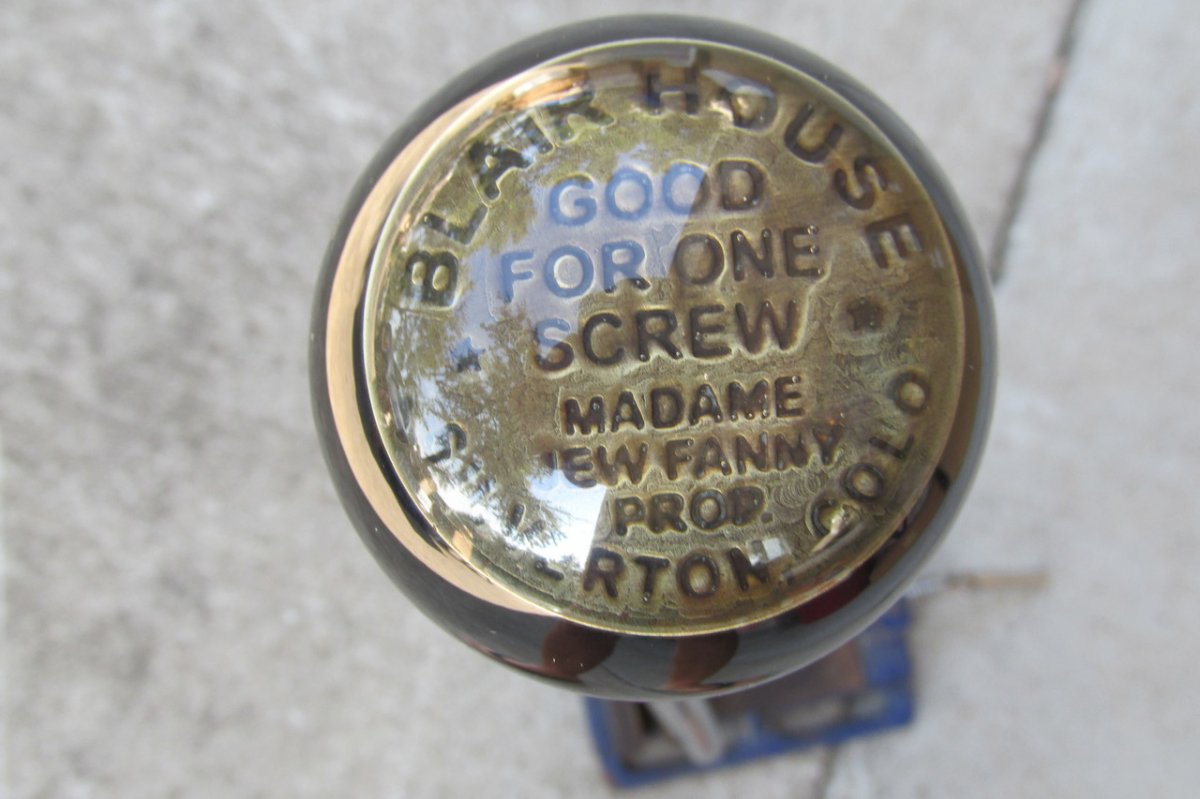 BLAIR HOUSE
GOOD
FOR ONE
SCREW
MADAME
JEW FANNY
PROP.
SILVERTON COLO